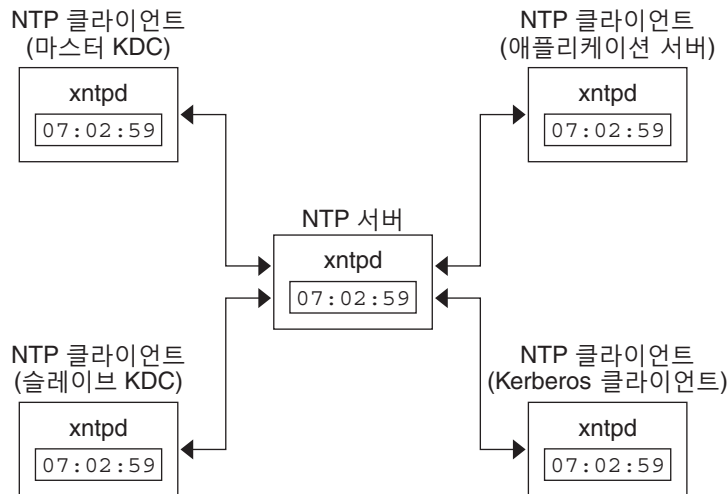 NTP 클라이언트
(마스터 KDC)
xntpd
07:02:59
NTP 클라이언트
(애플리케이션 서버)
xntpd
07:02:59
NTP 서버
xntpd
07:02:59
NTP 클라이언트
(슬레이브 KDC)
xntpd
07:02:59
NTP 클라이언트
(Kerberos 클라이언트)
xntpd
07:02:59